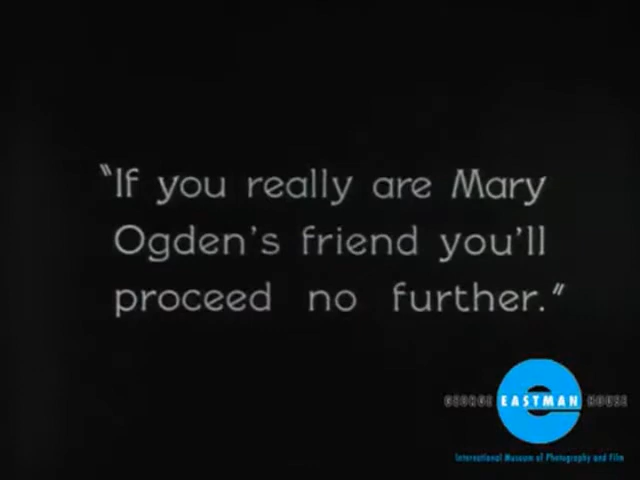 "If you really are Mary
Ogden's friend you'll
proceed no further."
GEORGE EASTMAN HOUSE
International Museum of Photography and Film